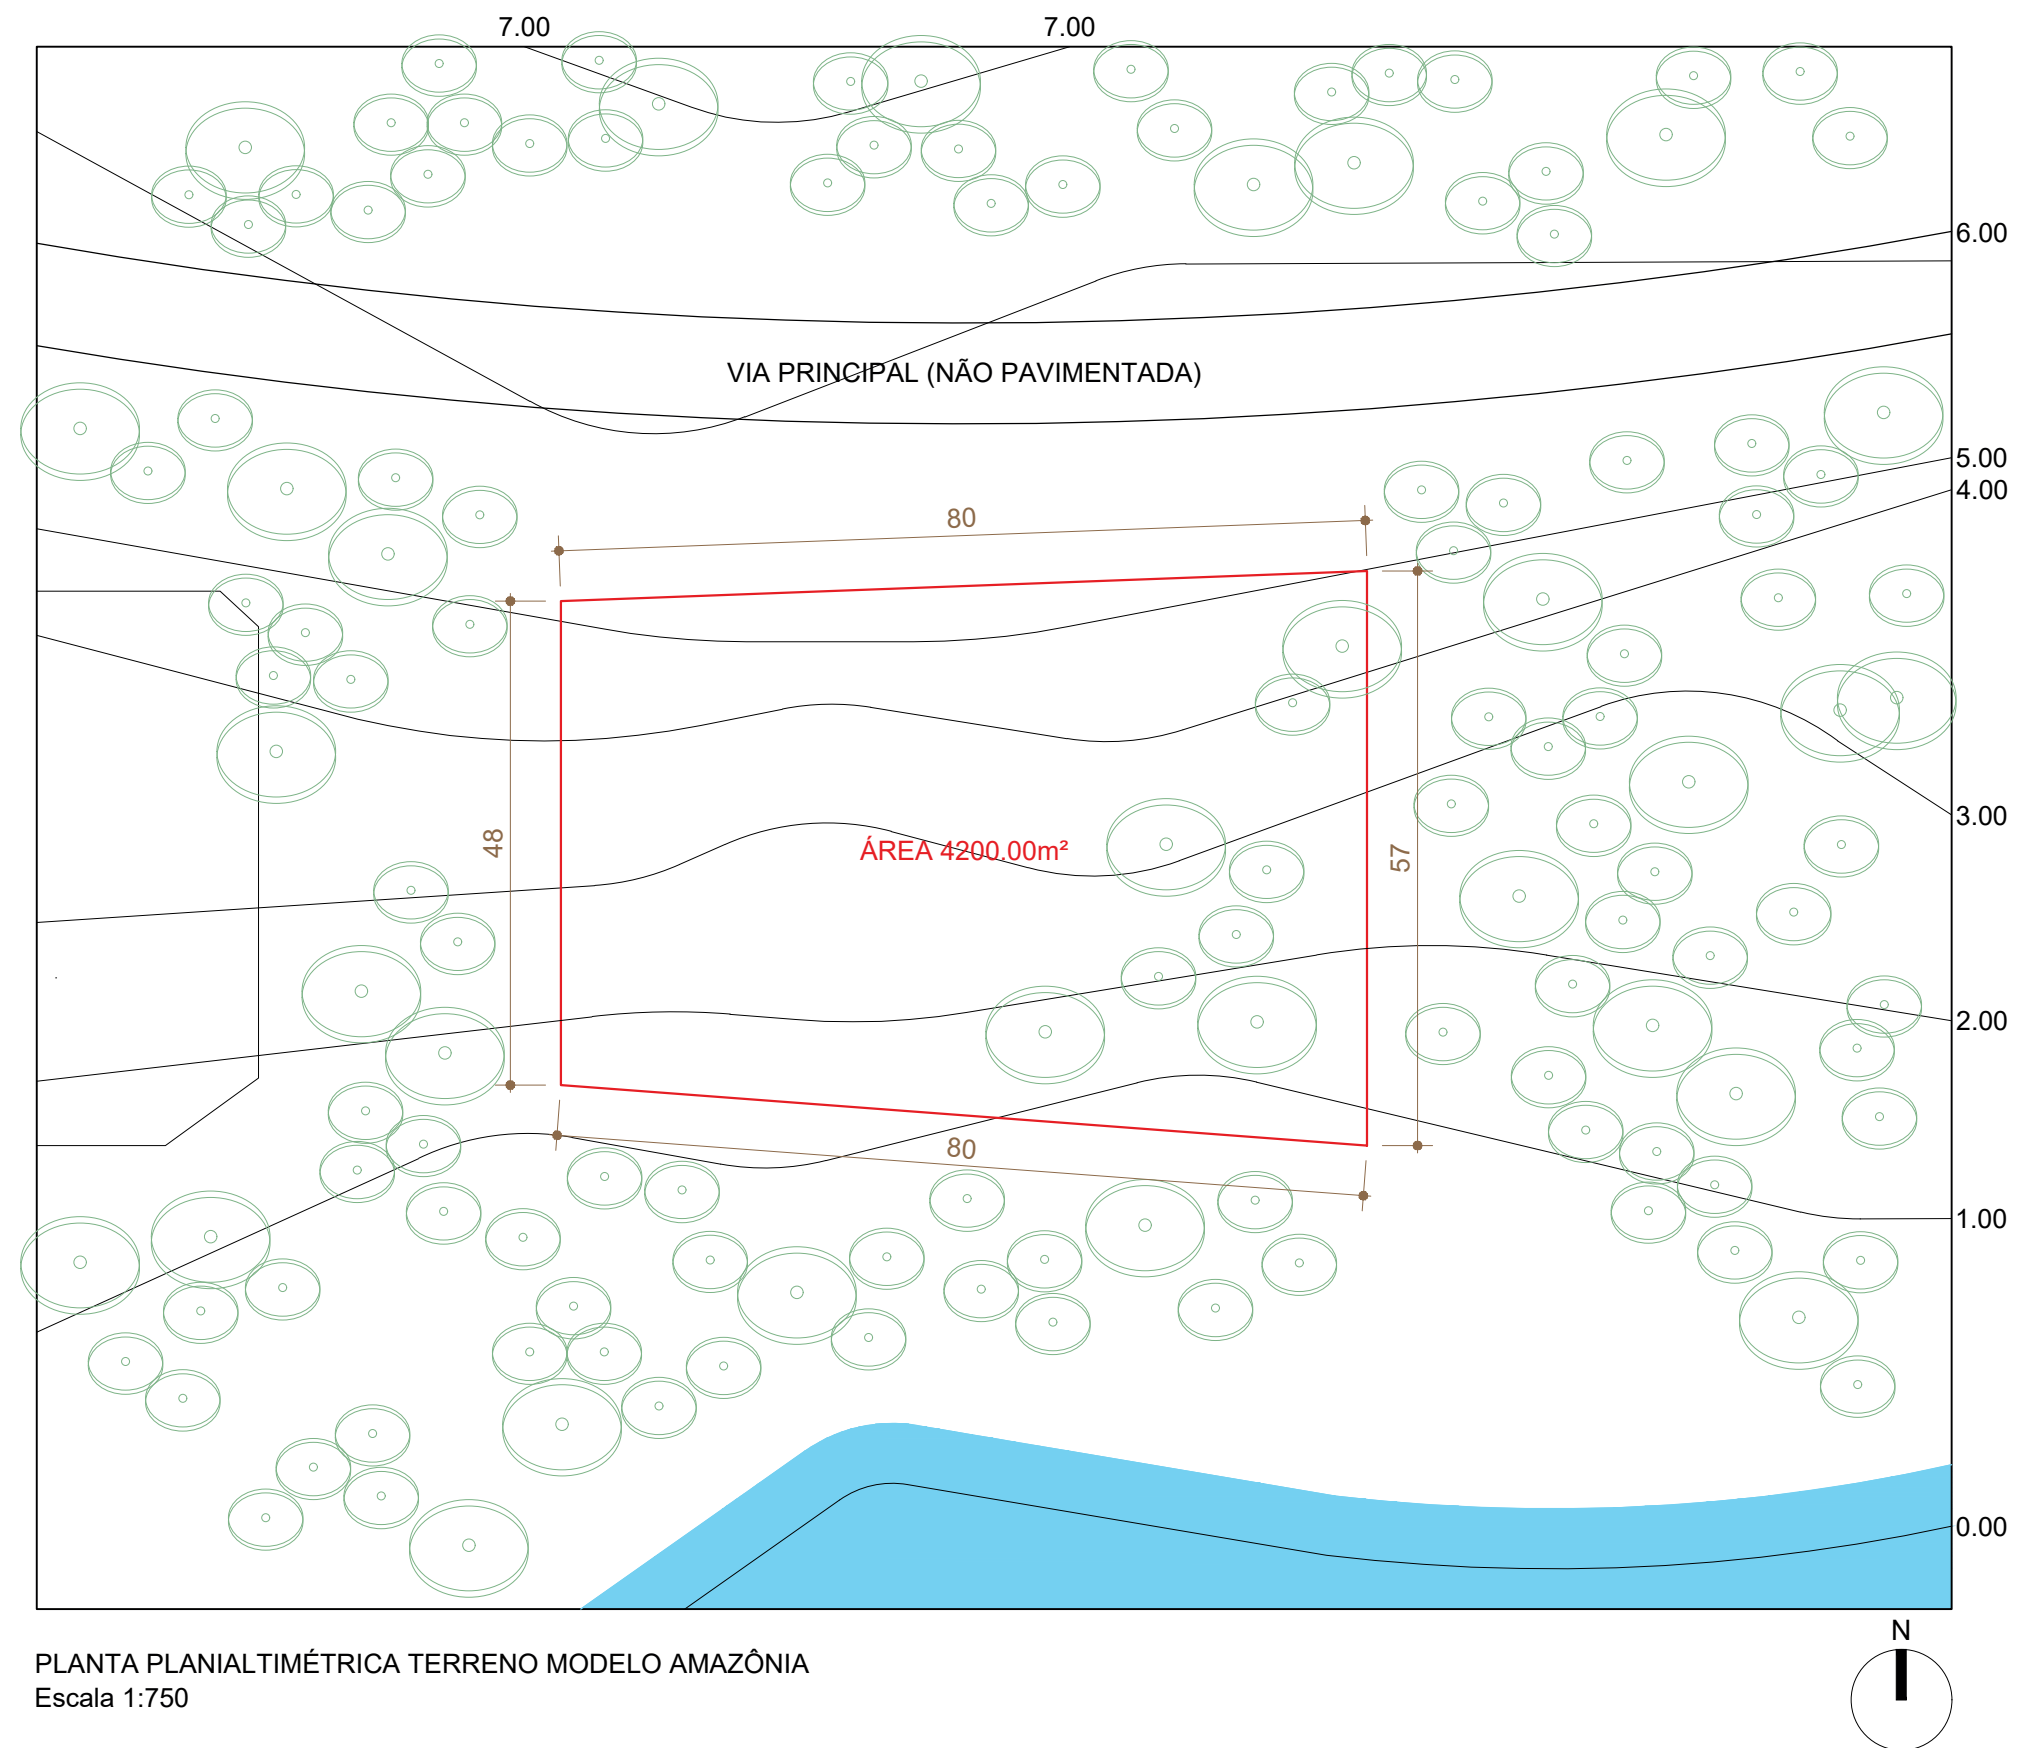 7.00
7.00
6.00
VIA PRINCIPAL (NÃO PAVIMENTADA)
5.00
4.00
80
3.00
48
ÁREA 4200.00m²
57
2.00
80
1.00
0.00
N
PLANTA PLANIALTIMÉTRICA TERRENO MODELO AMAZÔNIA
Escala 1:750